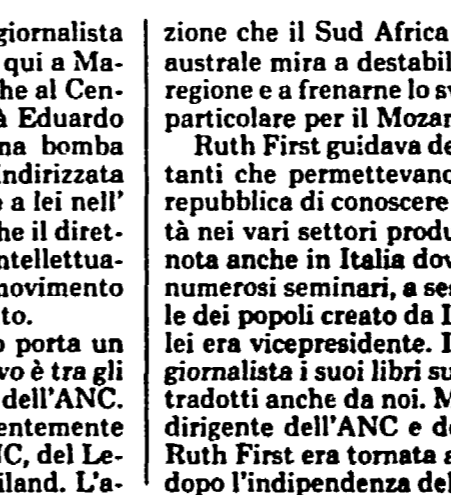 giornalista
qui a Ma-
he al Cen-
à Eduardo
na bomba
indirizzata
a lei nell'
he il diret-
ntellettua-
movimento
to.
porta un
vo è tra gli
dell'ANC.
entemente
NC, del Le-
iland. L'a-
zione che il Sud Africa
australe mira a destabil
regione e a frenarne lo sv
particolare per il Mozar
Ruth First guidava de
tanti che permettevano
repubblica di conoscere
tà nei vari settori produ
nota anche in Italia dov
numerosi seminari, a se
le dei popoli creato da
lei era vicepresidente.
giornalista i suoi libri su
tradotti anche da noi. M
dirigente dell'ANC e de
Ruth First era tornata a
dopo l'indipendenza del